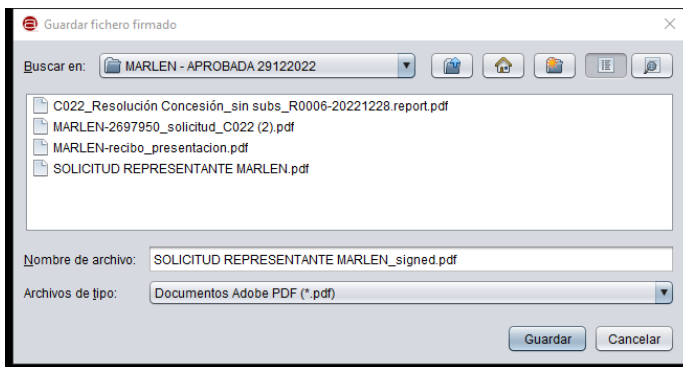 Guardar fichero firmado
Buscar en: MARLEN - APROBADA 29122022
C022_Resolución Concesión_sin subs_R0006-20221228.report.pdf
MARLEN-2697950_solicitud_C022 (2).pdf
MARLEN-recibo_presentacion.pdf
SOLICITUD REPRESENTANTE MARLEN.pdf
Nombre de archivo: SOLICITUD REPRESENTANTE MARLEN_signed.pdf
Archivos de tipo: Documentos Adobe PDF (*.pdf)
Guardar Cancelar